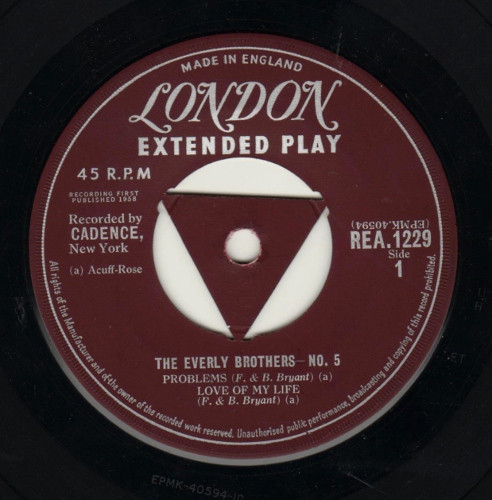 MADE IN ENGLAND
LONDON
EXTENDED PLAY
45 R.P.M
RECORDING FIRST
PUBLISHED 1958
Recorded by
CADENCE,
New York
(a) Acuff-Rose
(EPMK.40594)
REA.1229
Side
1
THE EVERLY BROTHERS—NO. 5
PROBLEMS (F. & B. Bryant) (a)
LOVE OF MY LIFE
(F. & B. Bryant) (a)
All rights of the Manufacturer and of the owner of the recorded work reserved. Unauthorised public performance, broadcasting and copying of this record prohibited.
EPMK-40594-1